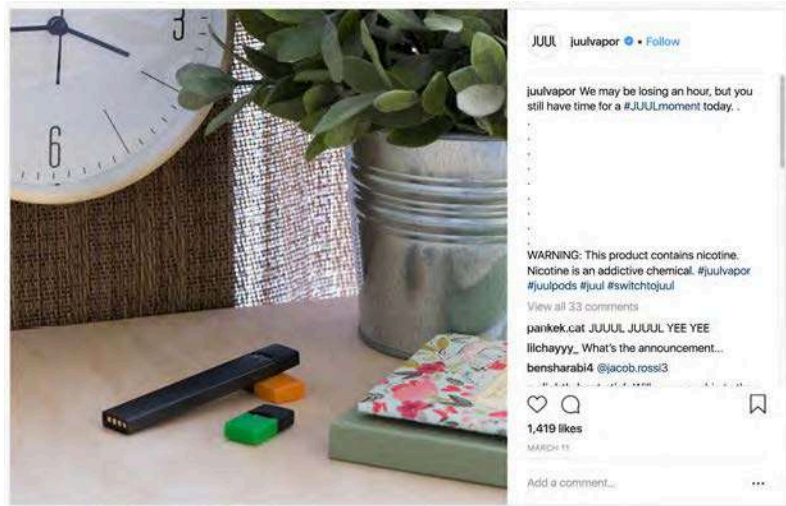 3
6
JUUL juulvapor • Follow
juulvapor We may be losing an hour, but you
still have time for a #JUULmoment today. .
.
.
.
.
.
.
.
.
.
WARNING: This product contains nicotine.
Nicotine is an addictive chemical. #juulvapor
#juulpods #juul #switchtojuul
View all 33 comments
pankek.cat JUUUL JUUUL YEE YEE
lilchayyy_ What's the announcement...
bensharabi4 @jacob.rossi3
1,419 likes
MARCH 11
Add a comment...